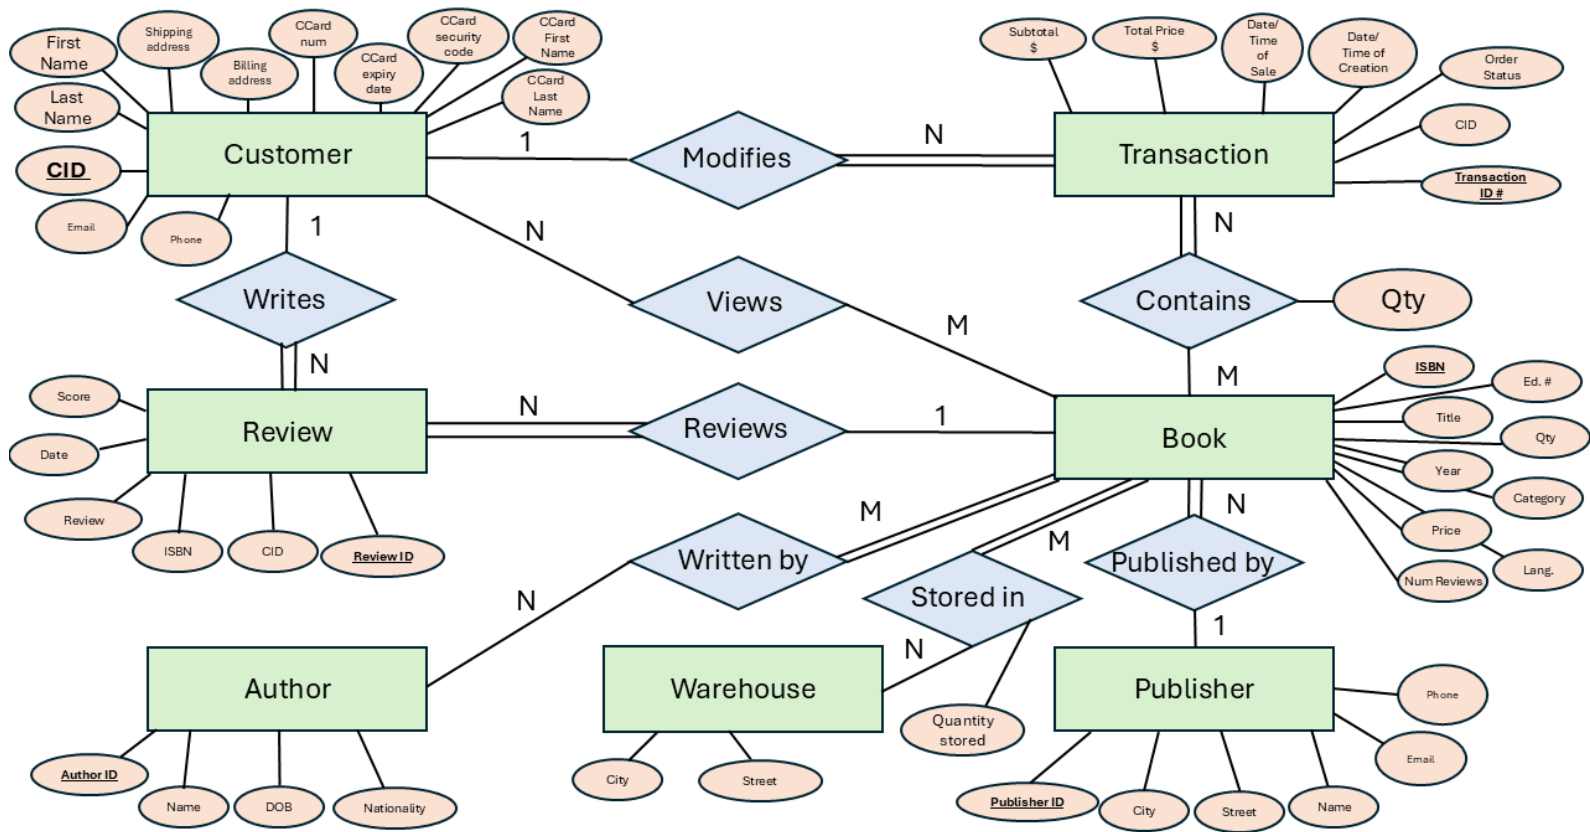 First
Name
Shipping
address
Billing
address
CCard
num
CCard
expiry
date
CCard
security
code
CCard
First
Name
CCard
Last
Name
Last
Name
CID
Email
Phone
Customer
1
Modifies
N
Subtotal
$
Total Price
$
Date/
Time
of
Sale
Date/
Time of
Creation
Order
Status
CID
Transaction
ID #
Transaction
1
Writes
N
N
Views
M
N
Contains
Qty
M
Score
Date
Review
ISBN
CID
Review ID
Review
N
Reviews
1
Book
ISBN
Ed. #
Title
Qty
Year
Category
Price
Lang.
Num Reviews
M
Written by
N
M
Stored in
N
Quantity
stored
N
Published by
1
Author
Author ID
Name
DOB
Nationality
Warehouse
City
Street
Publisher
Phone
Email
Publisher ID
City
Street
Name